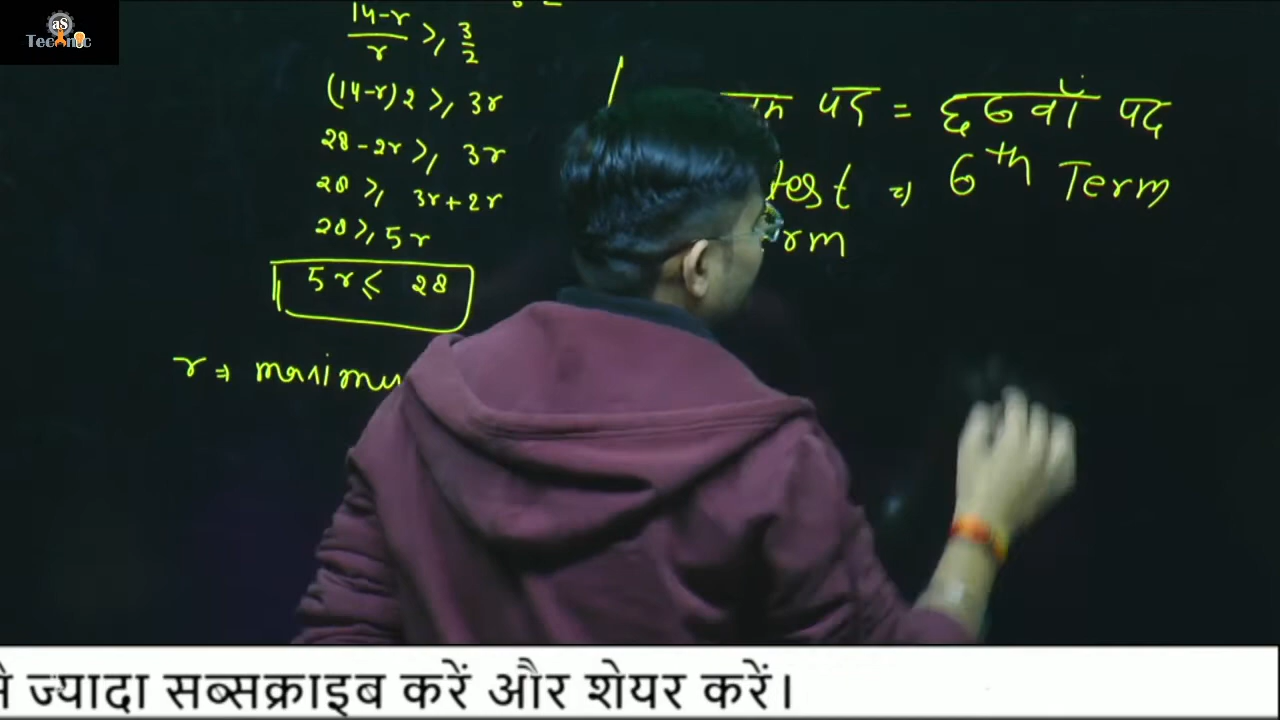 aS
Tecnic
14-r/r >, 3/2
(14-r)2 >, 3r
28 - 2r >, 3r
28 >, 3r + 2r
28 >, 5r
5r ≤ 28
r ⇒ maximu
पद = छठवाँ पद
test ⇒ 6th Term
rm
से ज्यादा सब्सक्राइब करें और शेयर करें।